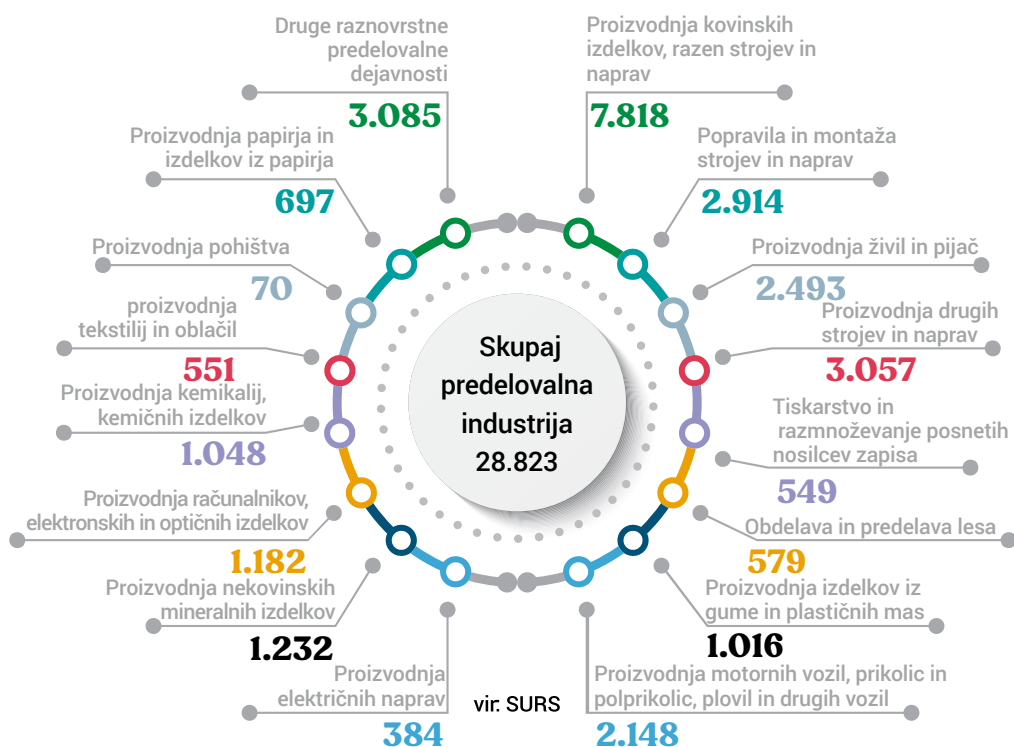 Druge raznovrstne
predelovalne
dejavnosti
3.085
Proizvodnja kovinskih
izdelkov, razen strojev in
naprav
7.818
Proizvodnja papirja in
izdelkov iz papirja
697
Popravila in montaža
strojev in naprav
2.914
Proizvodnja pohištva
70
Proizvodnja živil in pijač
2.493
proizvodnja
tekstilij in oblačil
551
Proizvodnja drugih
strojev in naprav
3.057
Skupaj
predelovalna
industrija
28.823
Proizvodnja kemikalij,
kemičnih izdelkov
1.048
Tiskarstvo in
razmnoževanje posnetih
nosilcev zapisa
549
Proizvodnja računalnikov,
elektronskih in optičnih izdelkov
1.182
Obdelava in predelava lesa
579
Proizvodnja nekovinskih
mineralnih izdelkov
1.232
Proizvodnja izdelkov iz
gume in plastičnih mas
1.016
Proizvodnja
električnih naprav
384
vir: SURS
Proizvodnja motornih vozil, prikolic in
polprikolic, plovil in drugih vozil
2.148